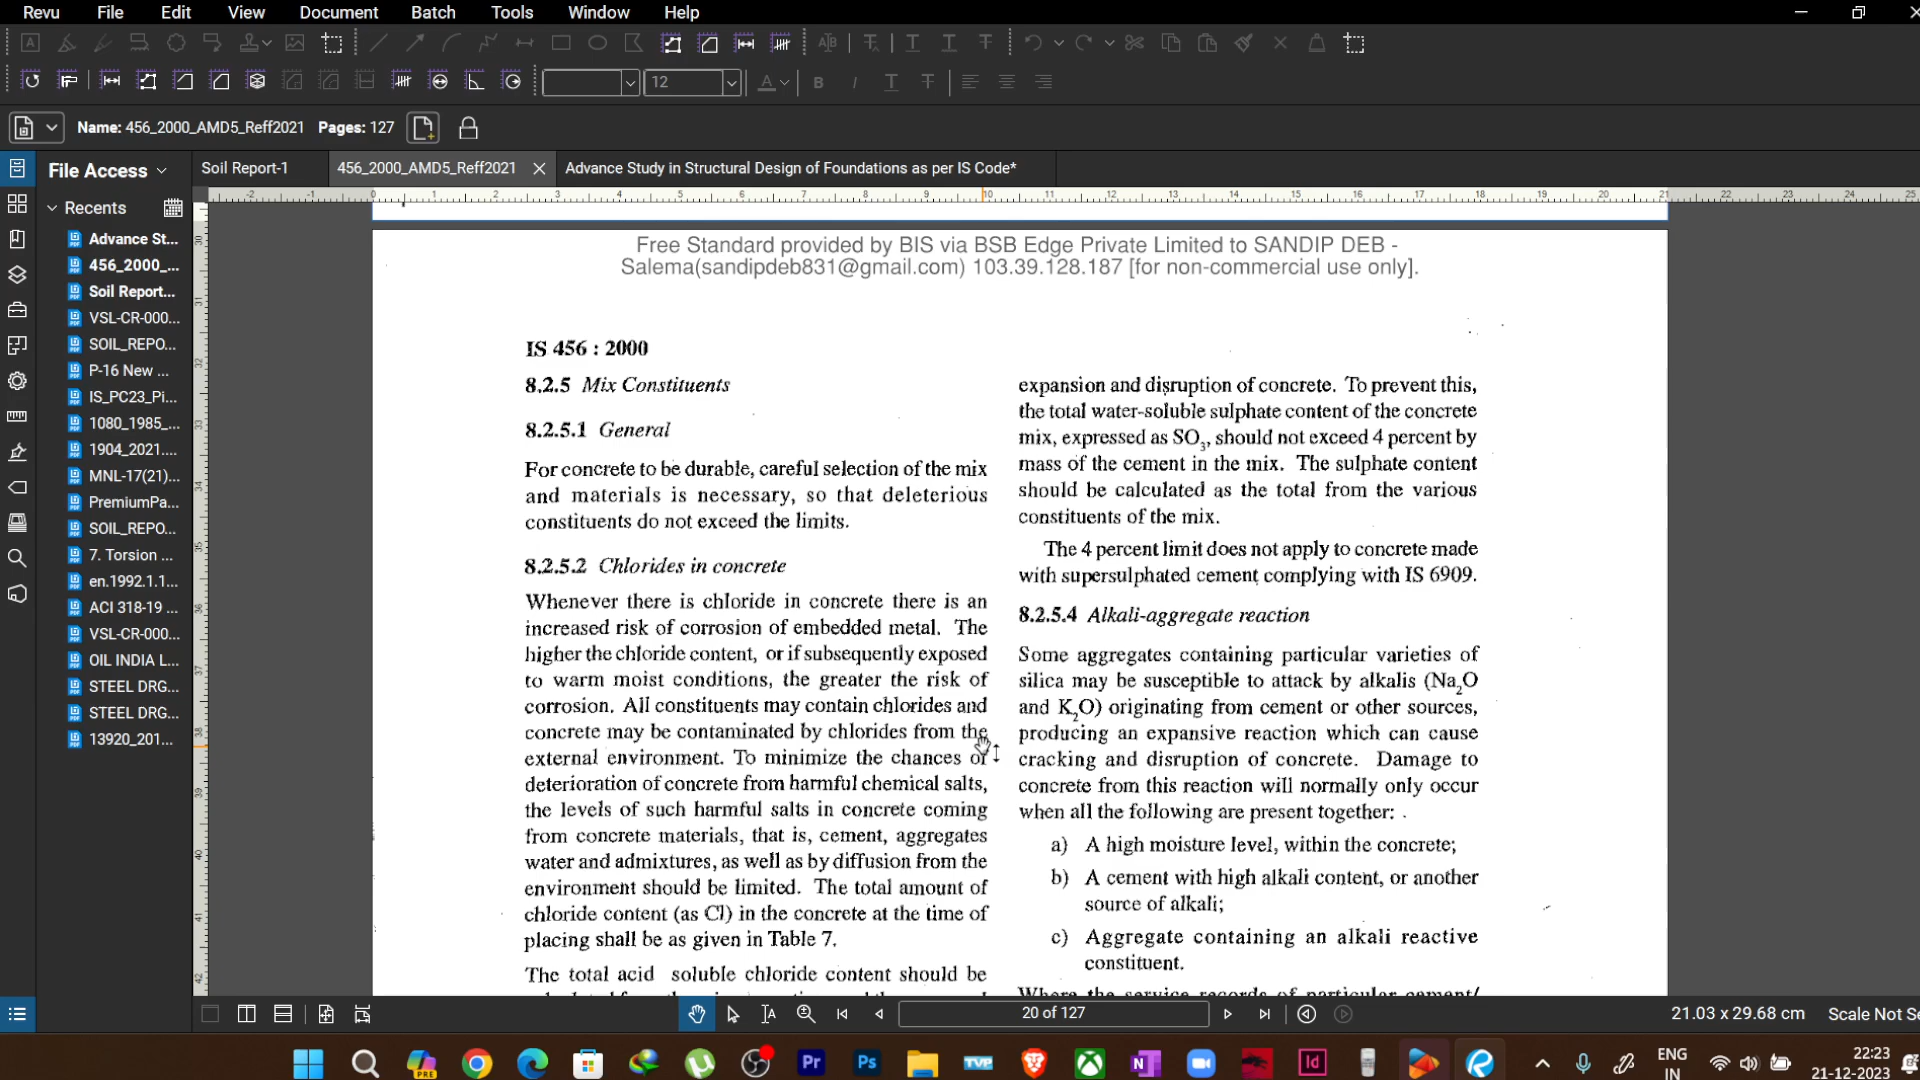 Revu File Edit View Document Batch Tools Window Help
12
Name: 456_2000_AMD5_Reff2021 Pages: 127
File Access
Soil Report-1
456_2000_AMD5_Reff2021
Advance Study in Structural Design of Foundations as per IS Code*
Recents
Advance St...
456_2000_...
Soil Report...
VSL-CR-000...
SOIL_REPO...
P-16 New ...
IS_PC23_Pi...
1080_1985_...
1904_2021....
MNL-17(21)...
PremiumPa...
SOIL_REPO...
7. Torsion ...
en.1992.1.1...
ACI 318-19 ...
VSL-CR-000...
OIL INDIA L...
STEEL DRG...
STEEL DRG...
13920_201...
Free Standard provided by BIS via BSB Edge Private Limited to SANDIP DEB -
Salema(sandipdeb831@gmail.com) 103.39.128.187 [for non-commercial use only].
IS 456 : 2000
8.2.5 Mix Constituents
8.2.5.1 General
For concrete to be durable, careful selection of the mix
and materials is necessary, so that deleterious
constituents do not exceed the limits.
8.2.5.2 Chlorides in concrete
Whenever there is chloride in concrete there is an
increased risk of corrosion of embedded metal. The
higher the chloride content, or if subsequently exposed
to warm moist conditions, the greater the risk of
corrosion. All constituents may contain chlorides and
concrete may be contaminated by chlorides from the
external environment. To minimize the chances of
deterioration of concrete from harmful chemical salts,
the levels of such harmful salts in concrete coming
from concrete materials, that is, cement, aggregates
water and admixtures, as well as by diffusion from the
environment should be limited. The total amount of
chloride content (as Cl) in the concrete at the time of
placing shall be as given in Table 7.
The total acid soluble chloride content should be
expansion and disruption of concrete. To prevent this,
the total water-soluble sulphate content of the concrete
mix, expressed as SO3, should not exceed 4 percent by
mass of the cement in the mix. The sulphate content
should be calculated as the total from the various
constituents of the mix.
The 4 percent limit does not apply to concrete made
with supersulphated cement complying with IS 6909.
8.2.5.4 Alkali-aggregate reaction
Some aggregates containing particular varieties of
silica may be susceptible to attack by alkalis (Na2O
and K2O) originating from cement or other sources,
producing an expansive reaction which can cause
cracking and disruption of concrete. Damage to
concrete from this reaction will normally only occur
when all the following are present together:
a) A high moisture level, within the concrete;
b) A cement with high alkali content, or another
source of alkali;
c) Aggregate containing an alkali reactive
constituent.
Where the service records of particular cement/
20 of 127
21.03 x 29.68 cm Scale Not Se
ENG
IN
22:23
21-12-2023